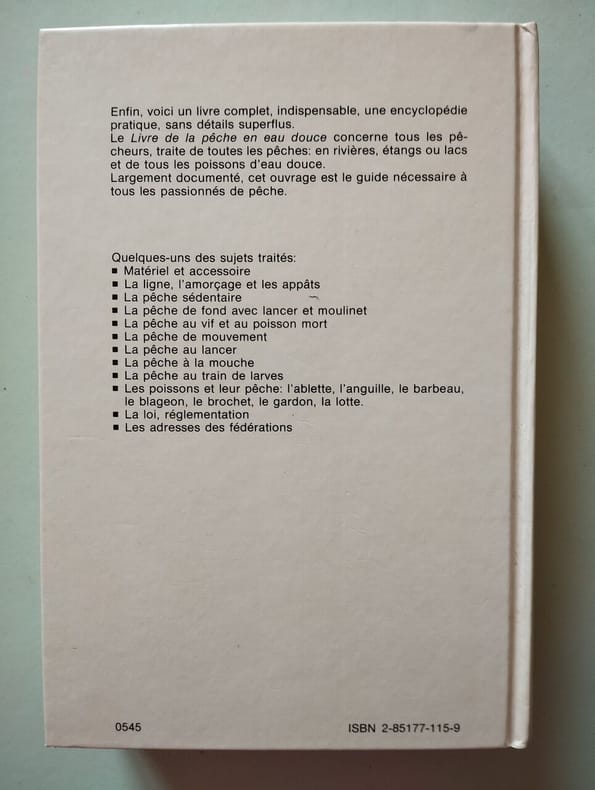 Enfin, voici un livre complet, indispensable, une encyclopédie
pratique, sans détails superflus.
Le Livre de la pêche en eau douce concerne tous les pê-
cheurs, traite de toutes les pêches: en rivières, étangs ou lacs
et de tous les poissons d'eau douce.
Largement documenté, cet ouvrage est le guide nécessaire à
tous les passionnés de pêche.
Quelques-uns des sujets traités:
■ Matériel et accessoire
■ La ligne, l'amorçage et les appâts
■ La pêche sédentaire
■ La pêche de fond avec lancer et moulinet
■ La pêche au vif et au poisson mort
■ La pêche de mouvement
■ La pêche au lancer
■ La pêche à la mouche
■ La pêche au train de larves
■ Les poissons et leur pêche: l'ablette, l'anguille, le barbeau,
le blageon, le brochet, le gardon, la lotte.
■ La loi, réglementation
■ Les adresses des fédérations
0545 ISBN 2-85177-115-9